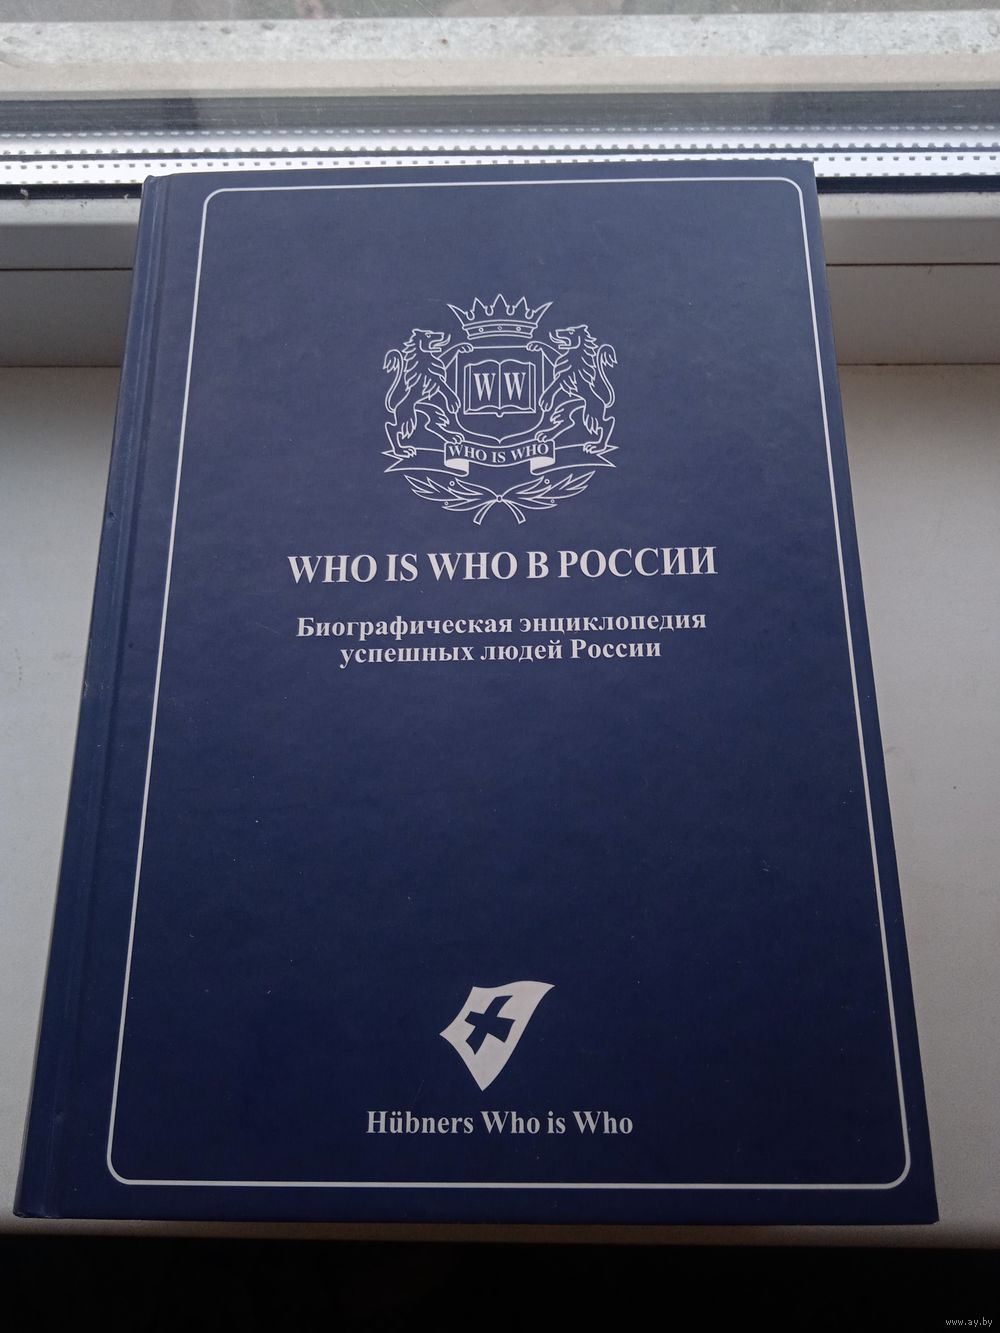 W W
WHO IS WHO
WHO IS WHO В РОССИИ
Биографическая энциклопедия
успешных людей России
Hübners Who is Who
www.ay.by